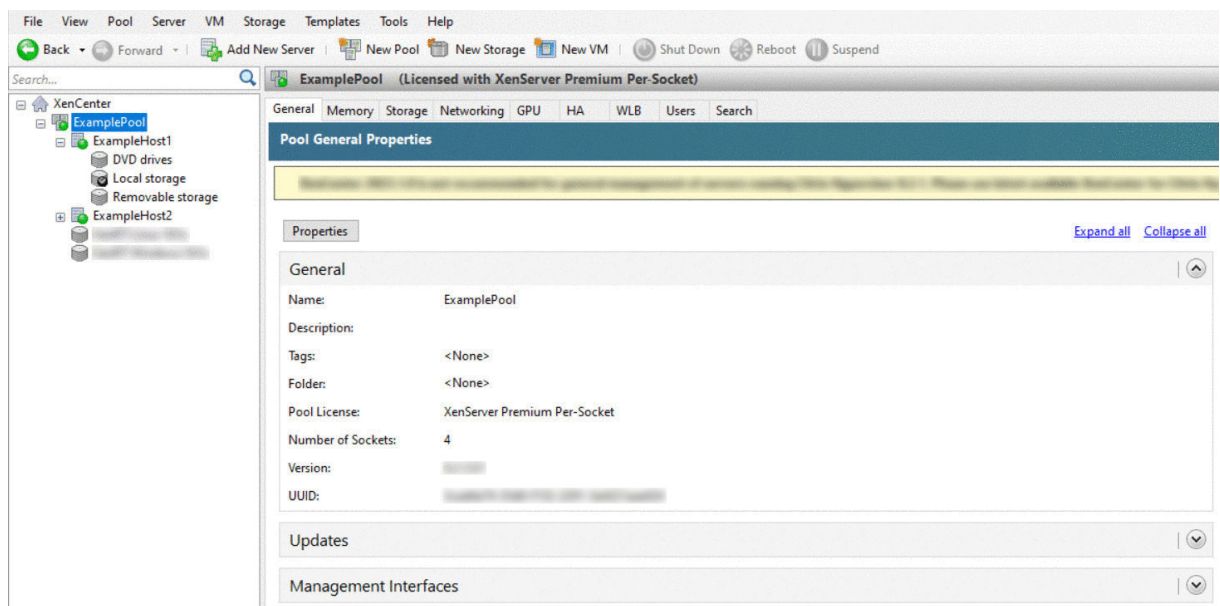 File View Pool Server VM Storage Templates Tools Help
Back Forward Add New Server New Pool New Storage New VM Shut Down Reboot Suspend
Search...
ExamplePool (Licensed with XenServer Premium Per-Socket)
XenCenter
ExamplePool
ExampleHost1
DVD drives
Local storage
Removable storage
ExampleHost2
General Memory Storage Networking GPU HA WLB Users Search
Pool General Properties
Properties Expand all Collapse all
General
Name: ExamplePool
Description:
Tags: <None>
Folder: <None>
Pool License: XenServer Premium Per-Socket
Number of Sockets: 4
Version:
UUID:
Updates
Management Interfaces